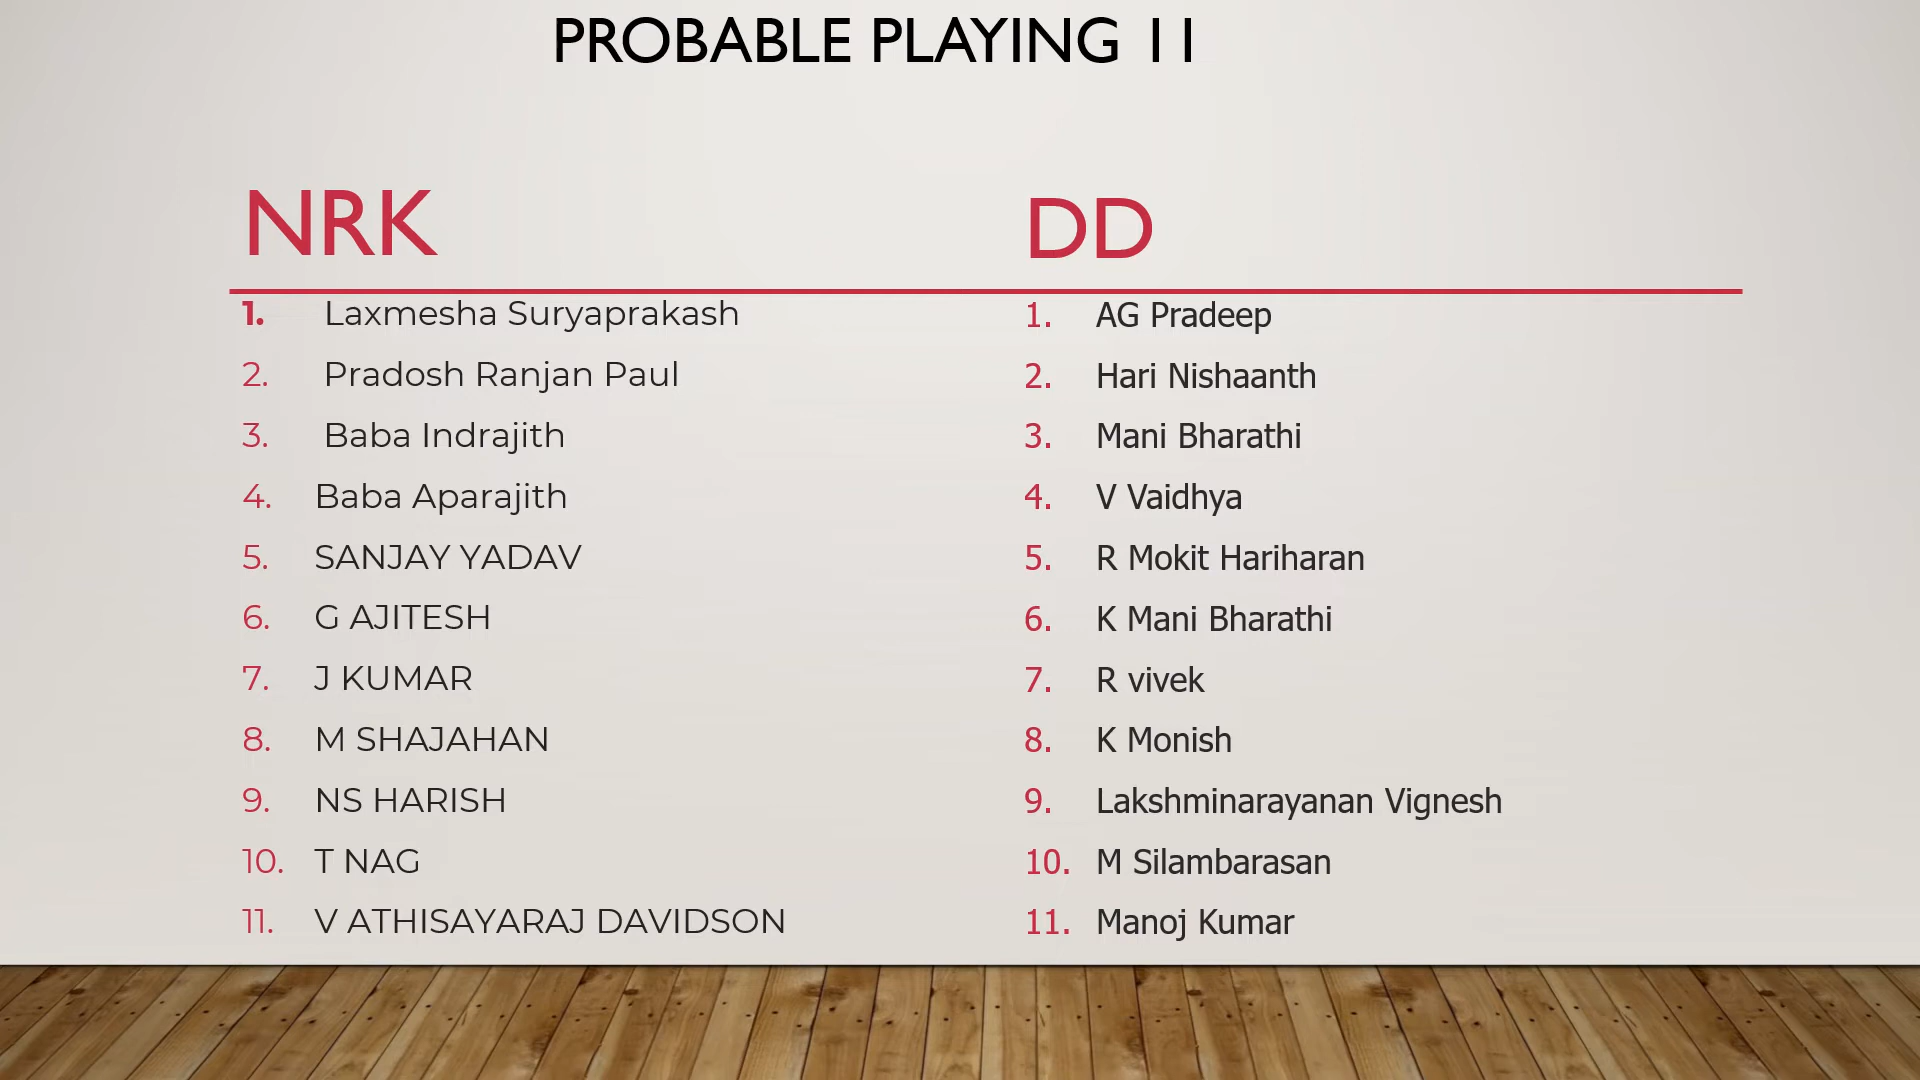 PROBABLE PLAYING 11
NRK
1. Laxmesha Suryaprakash
2. Pradosh Ranjan Paul
3. Baba Indrajith
4. Baba Aparajith
5. SANJAY YADAV
6. G AJITESH
7. J KUMAR
8. M SHAJAHAN
9. NS HARISH
10. T NAG
11. V ATHISAYARAJ DAVIDSON
DD
1. AG Pradeep
2. Hari Nishaanth
3. Mani Bharathi
4. V Vaidhya
5. R Mokit Hariharan
6. K Mani Bharathi
7. R vivek
8. K Monish
9. Lakshminarayanan Vignesh
10. M Silambarasan
11. Manoj Kumar